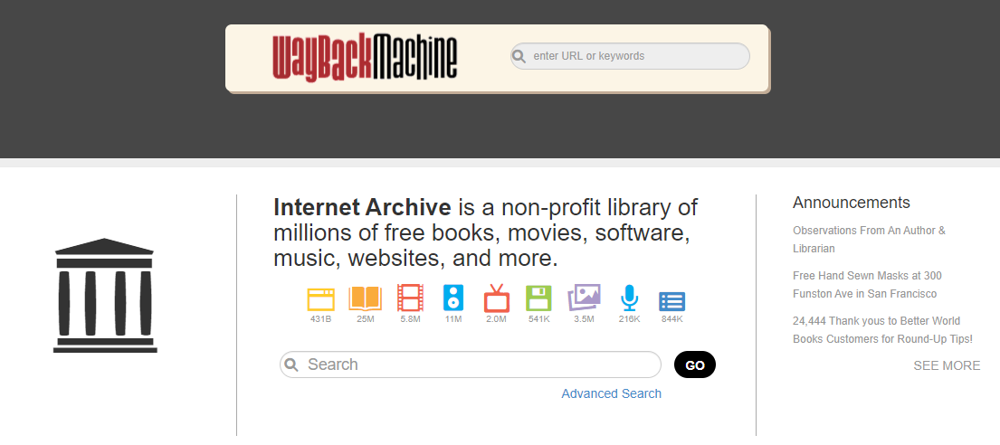 WayBackMachine
enter URL or keywords
Internet Archive is a non-profit library of
millions of free books, movies, software,
music, websites, and more.
431B 25M 5.8M 11M 2.0M 541K 3.5M 216K 844K
Search
GO
Advanced Search
Announcements
Observations From An Author &
Librarian
Free Hand Sewn Masks at 300
Funston Ave in San Francisco
24,444 Thank yous to Better World
Books Customers for Round-Up Tips!
SEE MORE